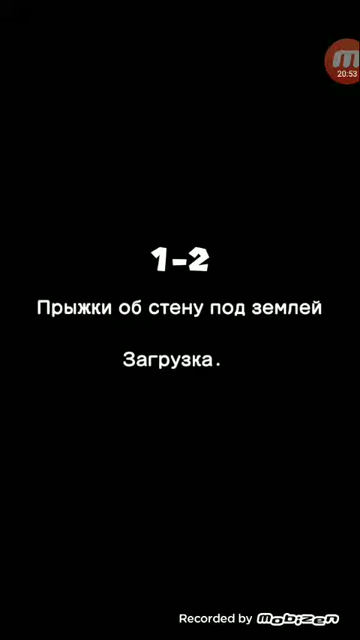 20:53
1-2
Прыжки об стену под землей
Загрузка.
Recorded by Mobizen